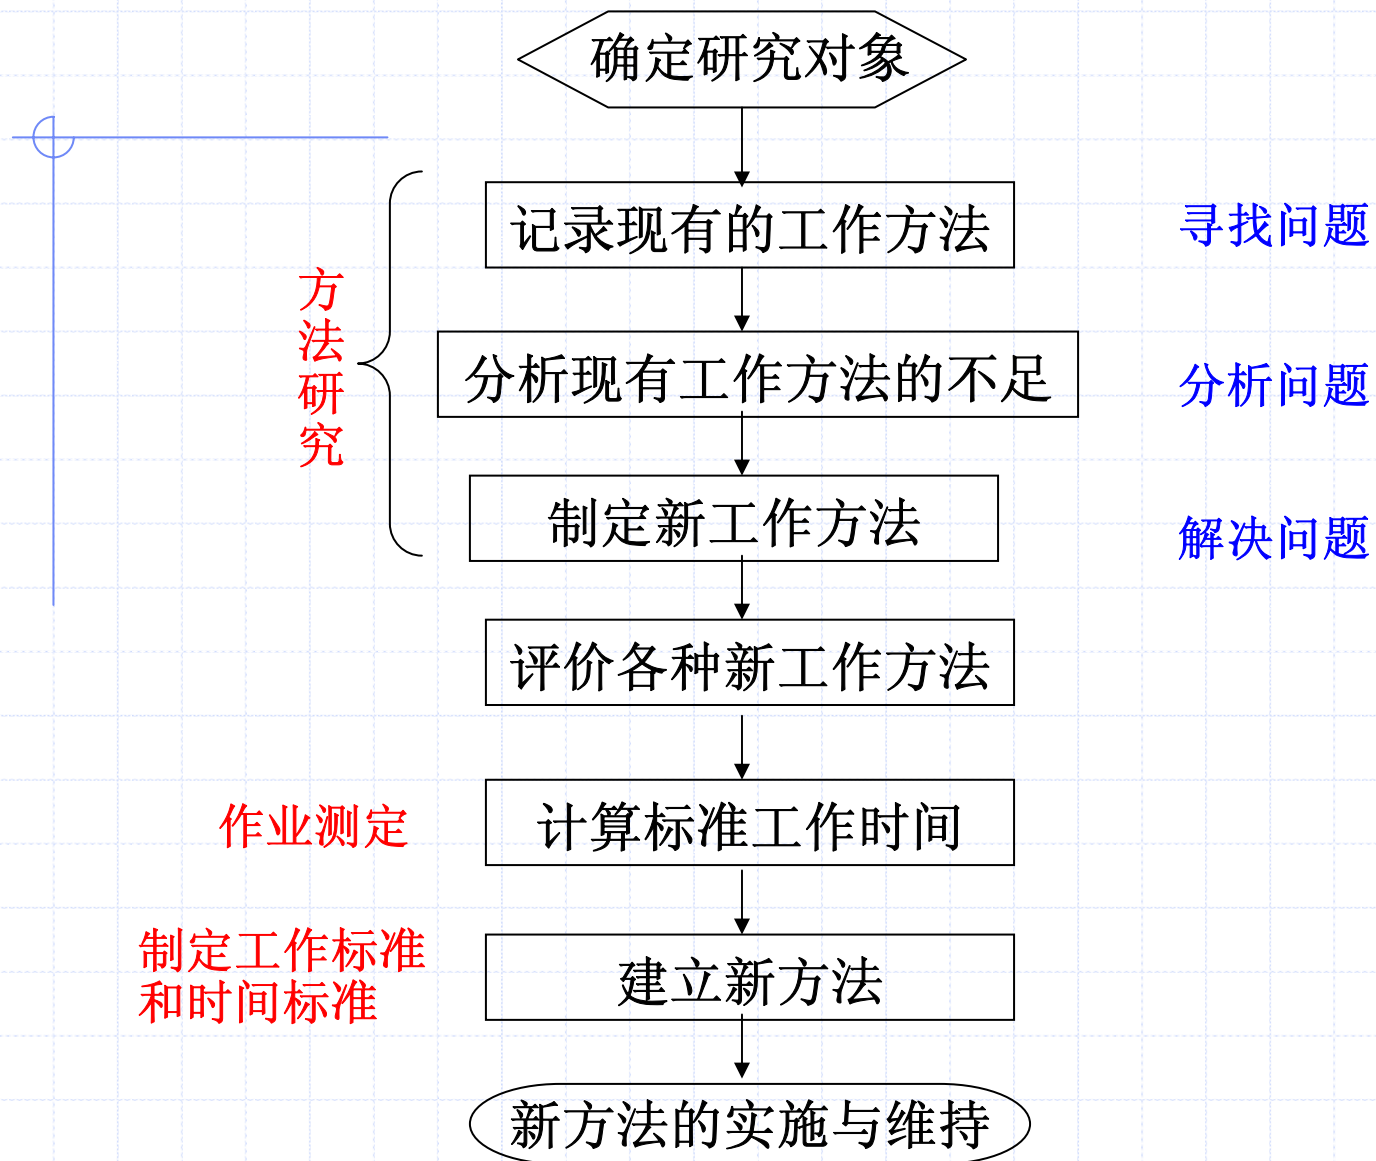 确定研究对象
记录现有的工作方法
寻找问题
方法研究
分析现有工作方法的不足
分析问题
制定新工作方法
解决问题
评价各种新工作方法
作业测定
计算标准工作时间
制定工作标准
和时间标准
建立新方法
新方法的实施与维持